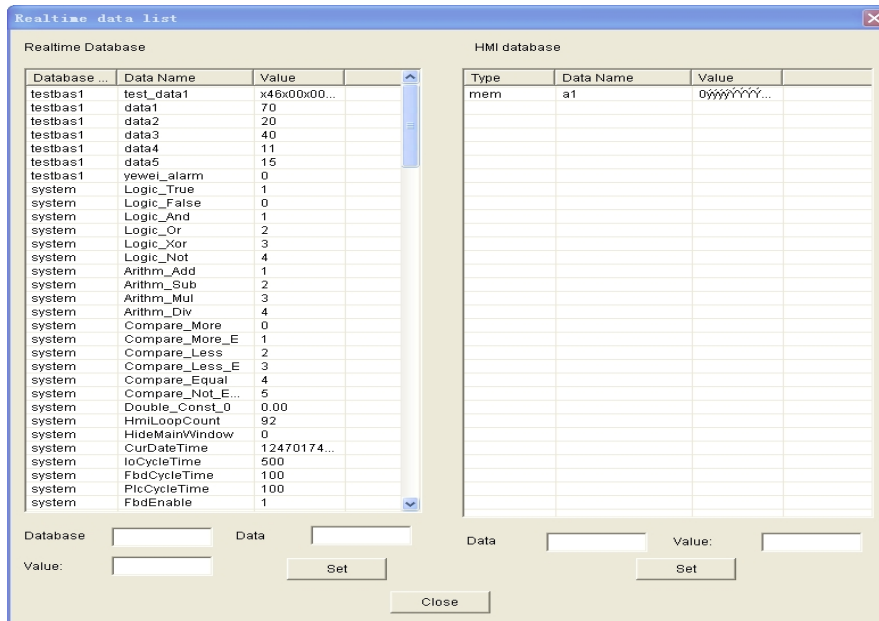 Realtime data list
Realtime Database
Database ... Data Name Value
testbas1 test_data1 x46x00x00...
testbas1 data1 70
testbas1 data2 20
testbas1 data3 40
testbas1 data4 11
testbas1 data5 15
testbas1 yewei_alarm 0
system Logic_True 1
system Logic_False 0
system Logic_And 1
system Logic_Or 2
system Logic_Xor 3
system Logic_Not 4
system Arithm_Add 1
system Arithm_Sub 2
system Arithm_Mul 3
system Arithm_Div 4
system Compare_More 0
system Compare_More_E 1
system Compare_Less 2
system Compare_Less_E 3
system Compare_Equal 4
system Compare_Not_E... 5
system Double_Const_0 0.00
system HmiLoopCount 92
system HideMainWindow 0
system CurDateTime 12470174...
system IoCycleTime 500
system FbdCycleTime 100
system PlcCycleTime 100
system FbdEnable 1
Database Data
Value: Set
HMI database
Type Data Name Value
mem a1
Data Value:
Set
Close